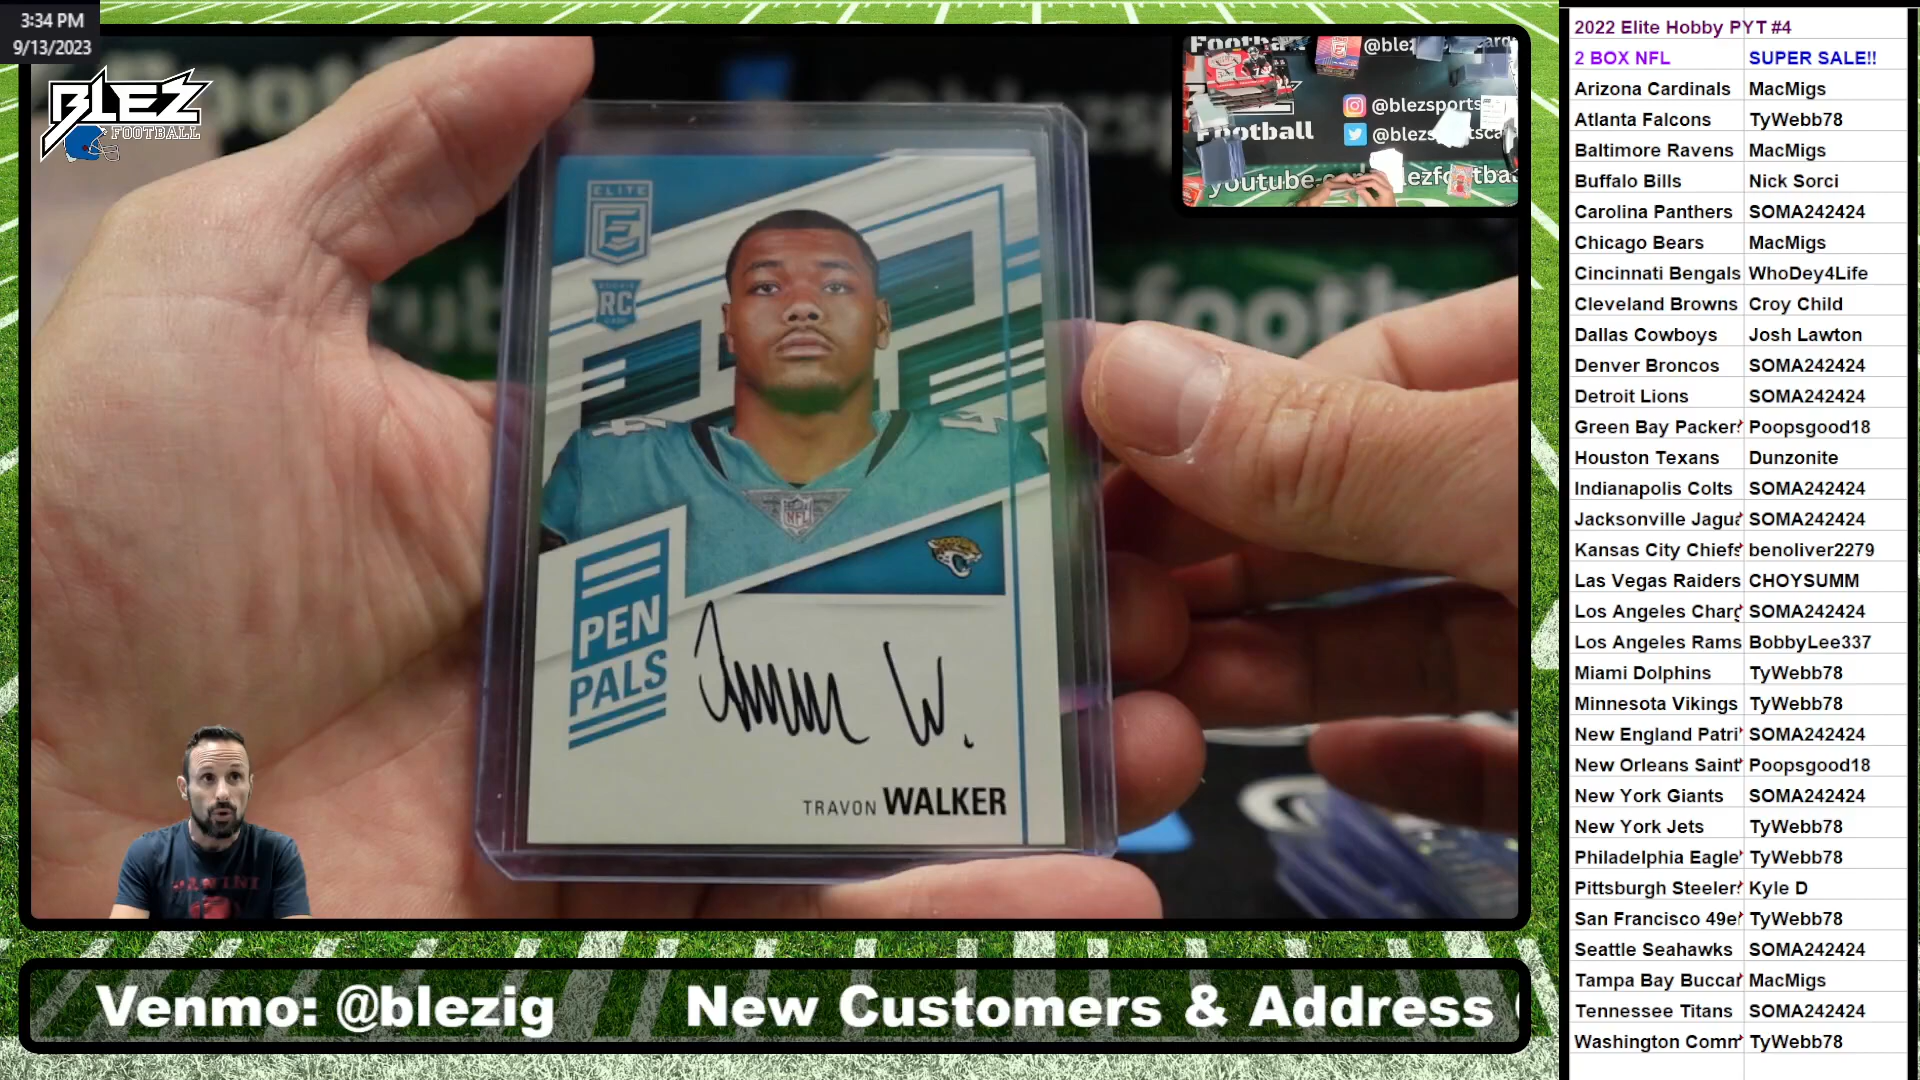 3:34 PM
9/13/2023
BLEZ
FOOTBALL
ELITE
E
ROOKIE
RC
CARD
NFL
PEN
PALS
TRAVON WALKER
PANINI
@blez
@blezsports
Football
Venmo: @blezig New Customers & Address
2022 Elite Hobby PYT #4
2 BOX NFL SUPER SALE!!
Arizona Cardinals MacMigs
Atlanta Falcons TyWebb78
Baltimore Ravens MacMigs
Buffalo Bills Nick Sorci
Carolina Panthers SOMA242424
Chicago Bears MacMigs
Cincinnati Bengals WhoDey4Life
Cleveland Browns Croy Child
Dallas Cowboys Josh Lawton
Denver Broncos SOMA242424
Detroit Lions SOMA242424
Green Bay Packer Poopsgood18
Houston Texans Dunzonite
Indianapolis Colts SOMA242424
Jacksonville Jagua SOMA242424
Kansas City Chiefs benoliver2279
Las Vegas Raiders CHOYSUMM
Los Angeles Charg SOMA242424
Los Angeles Rams BobbyLee337
Miami Dolphins TyWebb78
Minnesota Vikings TyWebb78
New England Patri SOMA242424
New Orleans Saint Poopsgood18
New York Giants SOMA242424
New York Jets TyWebb78
Philadelphia Eagle TyWebb78
Pittsburgh Steeler Kyle D
San Francisco 49e TyWebb78
Seattle Seahawks SOMA242424
Tampa Bay Buccar MacMigs
Tennessee Titans SOMA242424
Washington Comm TyWebb78